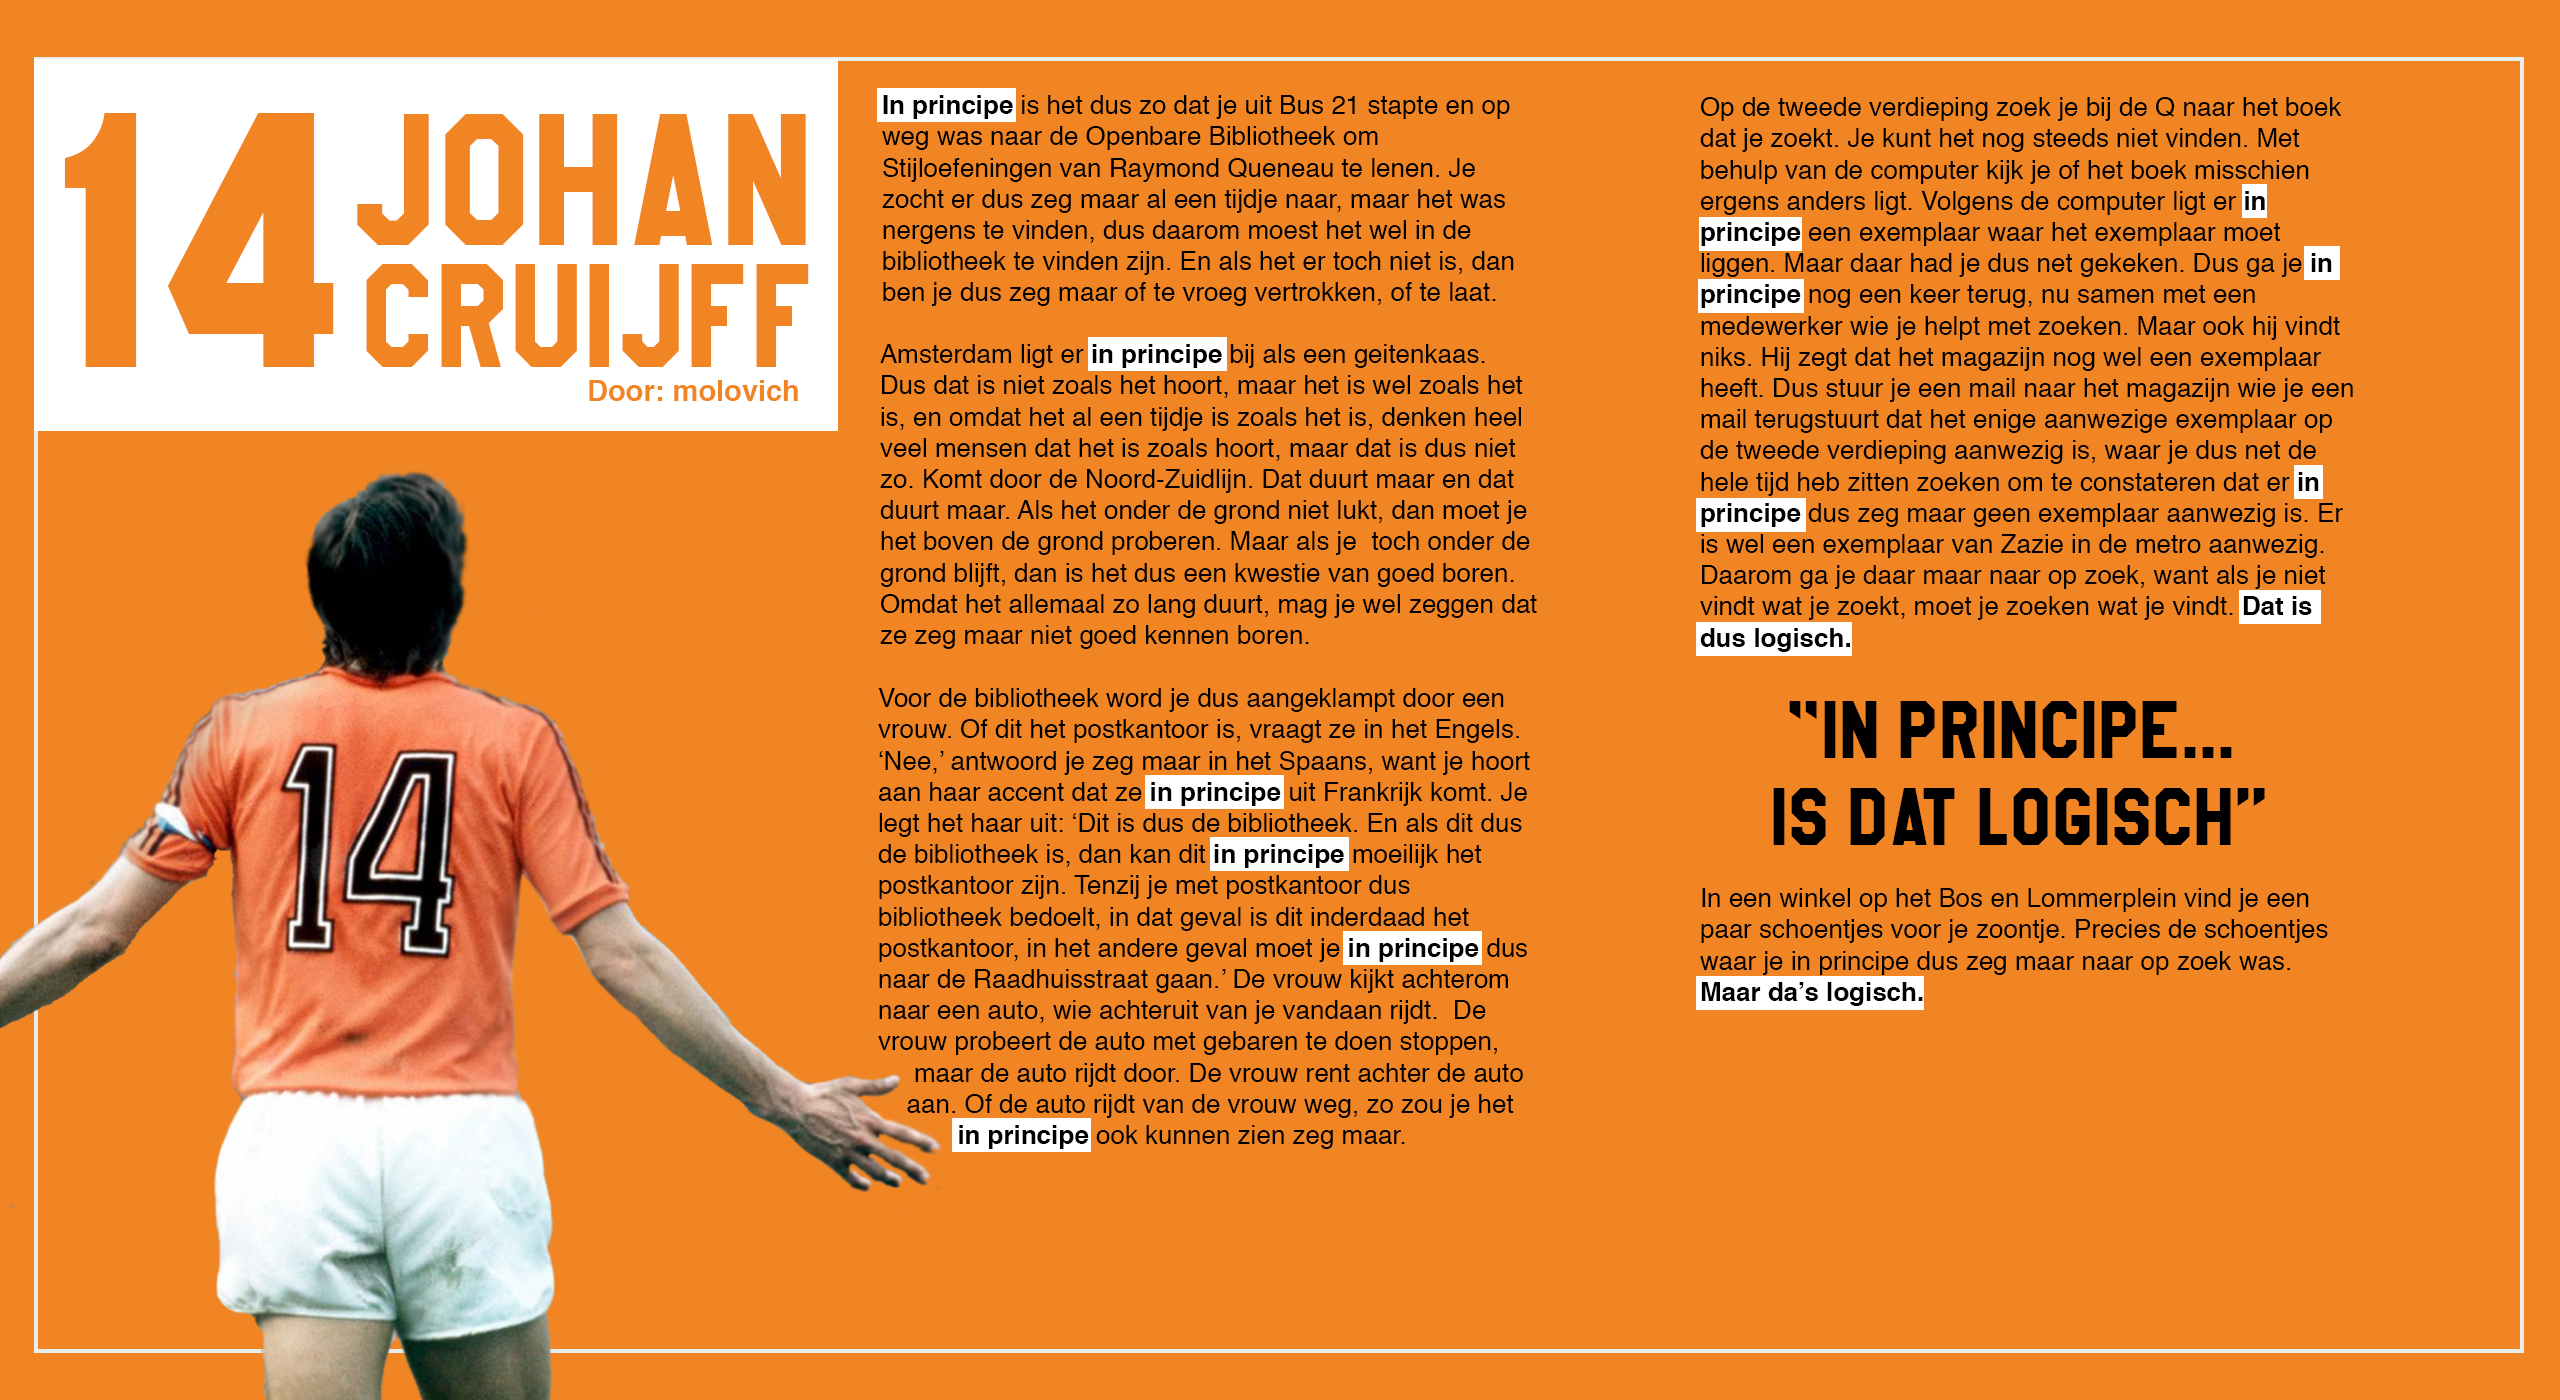 14 JOHAN
CRUIJFF
Door: molovich
14
In principe is het dus zo dat je uit Bus 21 stapte en op
weg was naar de Openbare Bibliotheek om
Stijloefeningen van Raymond Queneau te lenen. Je
zocht er dus zeg maar al een tijdje naar, maar het was
nergens te vinden, dus daarom moest het wel in de
bibliotheek te vinden zijn. En als het er toch niet is, dan
ben je dus zeg maar of te vroeg vertrokken, of te laat.
Amsterdam ligt er in principe bij als een geitenkaas.
Dus dat is niet zoals het hoort, maar het is wel zoals het
is, en omdat het al een tijdje is zoals het is, denken heel
veel mensen dat het is zoals hoort, maar dat is dus niet
zo. Komt door de Noord-Zuidlijn. Dat duurt maar en dat
duurt maar. Als het onder de grond niet lukt, dan moet je
het boven de grond proberen. Maar als je  toch onder de
grond blijft, dan is het dus een kwestie van goed boren.
Omdat het allemaal zo lang duurt, mag je wel zeggen dat
ze zeg maar niet goed kennen boren.
Voor de bibliotheek word je dus aangeklampt door een
vrouw. Of dit het postkantoor is, vraagt ze in het Engels.
‘Nee,’ antwoord je zeg maar in het Spaans, want je hoort
aan haar accent dat ze in principe uit Frankrijk komt. Je
legt het haar uit: ‘Dit is dus de bibliotheek. En als dit dus
de bibliotheek is, dan kan dit in principe moeilijk het
postkantoor zijn. Tenzij je met postkantoor dus
bibliotheek bedoelt, in dat geval is dit inderdaad het
postkantoor, in het andere geval moet je in principe dus
naar de Raadhuisstraat gaan.’ De vrouw kijkt achterom
naar een auto, wie achteruit van je vandaan rijdt.  De
vrouw probeert de auto met gebaren te doen stoppen,
maar de auto rijdt door. De vrouw rent achter de auto
aan. Of de auto rijdt van de vrouw weg, zo zou je het
in principe ook kunnen zien zeg maar.
Op de tweede verdieping zoek je bij de Q naar het boek
dat je zoekt. Je kunt het nog steeds niet vinden. Met
behulp van de computer kijk je of het boek misschien
ergens anders ligt. Volgens de computer ligt er in
principe een exemplaar waar het exemplaar moet
liggen. Maar daar had je dus net gekeken. Dus ga je in
principe nog een keer terug, nu samen met een
medewerker wie je helpt met zoeken. Maar ook hij vindt
niks. Hij zegt dat het magazijn nog wel een exemplaar
heeft. Dus stuur je een mail naar het magazijn wie je een
mail terugstuurt dat het enige aanwezige exemplaar op
de tweede verdieping aanwezig is, waar je dus net de
hele tijd heb zitten zoeken om te constateren dat er in
principe dus zeg maar geen exemplaar aanwezig is. Er
is wel een exemplaar van Zazie in de metro aanwezig.
Daarom ga je daar maar naar op zoek, want als je niet
vindt wat je zoekt, moet je zoeken wat je vindt. Dat is
dus logisch.
"IN PRINCIPE...
IS DAT LOGISCH"
In een winkel op het Bos en Lommerplein vind je een
paar schoentjes voor je zoontje. Precies de schoentjes
waar je in principe dus zeg maar naar op zoek was.
Maar da’s logisch.